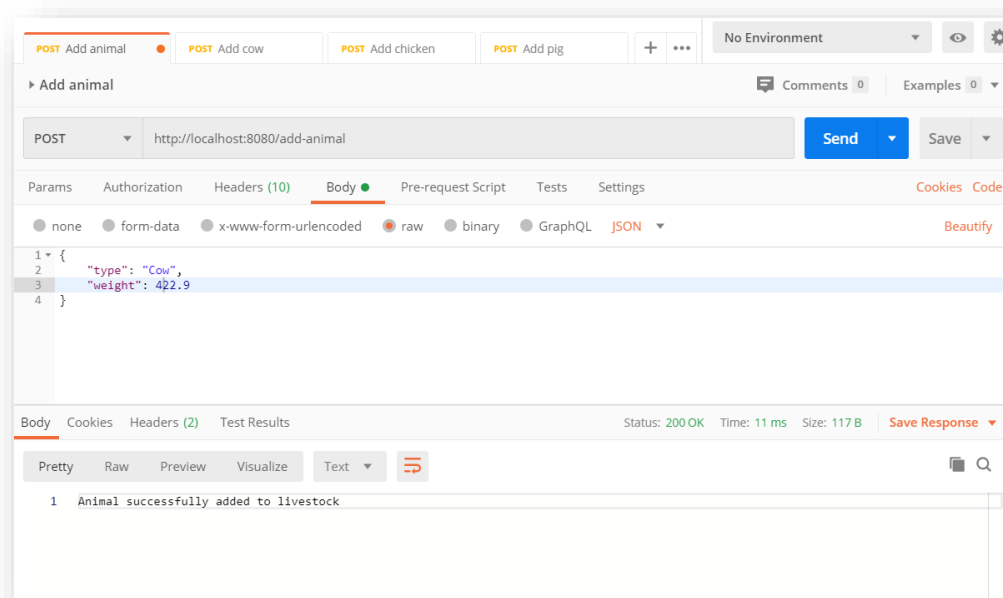 POST Add animal POST Add cow POST Add chicken POST Add pig + ••• No Environment
Add animal Comments 0 Examples 0
POST http://localhost:8080/add-animal Send Save
Params Authorization Headers (10) Body Pre-request Script Tests Settings Cookies Code
none form-data x-www-form-urlencoded raw binary GraphQL JSON Beautify
1 {
2 "type": "Cow",
3 "weight": 422.9
4 }
Body Cookies Headers (2) Test Results Status: 200 OK Time: 11 ms Size: 117 B Save Response
Pretty Raw Preview Visualize Text
1 Animal successfully added to livestock